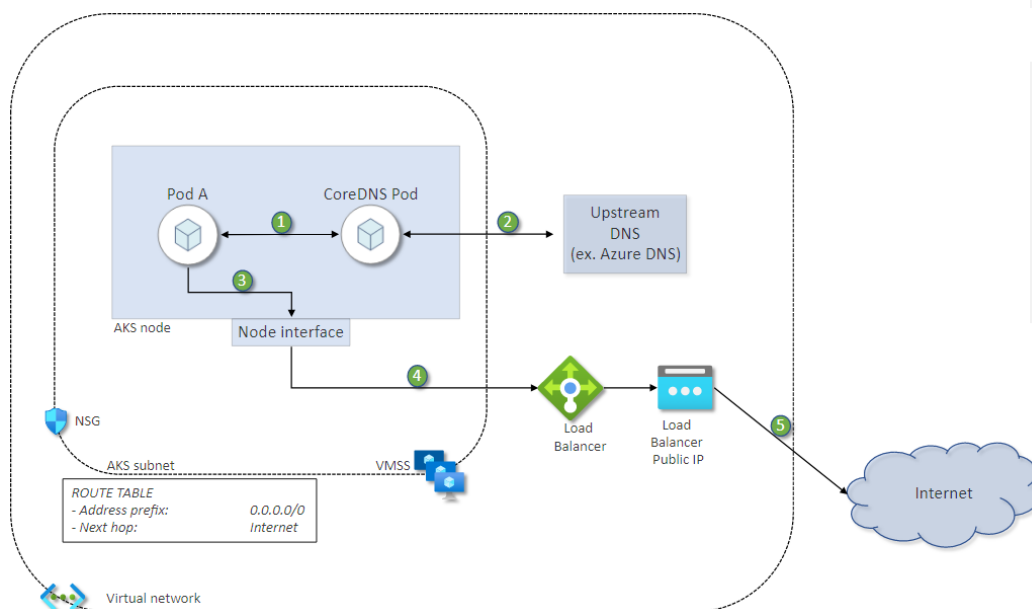 Pod A
CoreDNS Pod
1
2
Upstream
DNS
(ex. Azure DNS)
3
AKS node
Node interface
4
5
NSG
Load
Balancer
Load
Balancer
Public IP
Internet
AKS subnet
VMSS
ROUTE TABLE
- Address prefix: 0.0.0.0/0
- Next hop: Internet
Virtual network